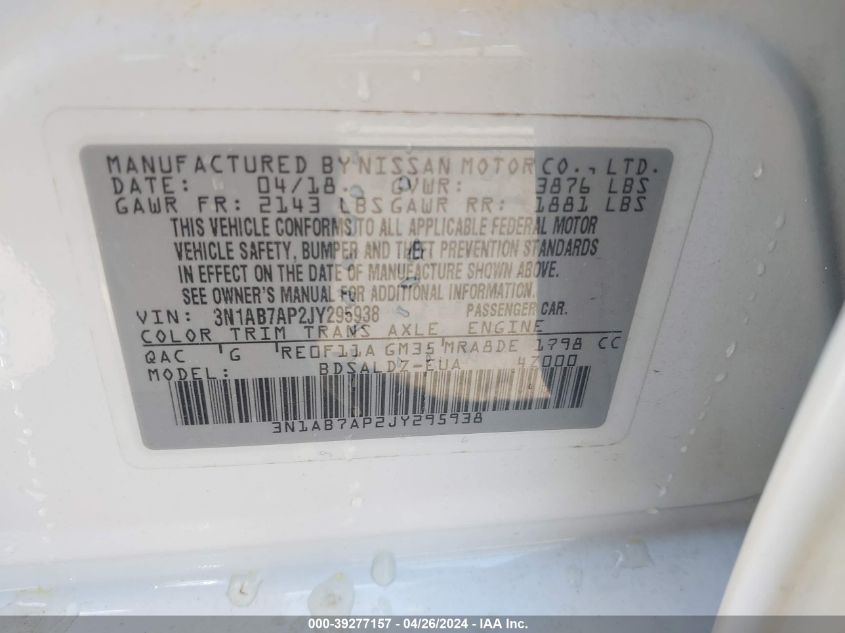 MANUFACTURED BY NISSAN MOTOR CO., LTD.
DATE: 04/18 GVWR: 3876 LBS
GAWR FR: 2143 LBS GAWR RR: 1881 LBS
THIS VEHICLE CONFORMS TO ALL APPLICABLE FEDERAL MOTOR
VEHICLE SAFETY, BUMPER AND THEFT PREVENTION STANDARDS
IN EFFECT ON THE DATE OF MANUFACTURE SHOWN ABOVE.
SEE OWNER'S MANUAL FOR ADDITIONAL INFORMATION.
VIN: 3N1AB7AP2JY295938 PASSENGER CAR.
COLOR TRIM TRANS AXLE ENGINE
QAC G RE0F11A GM35 MRA8DE 1798 CC
MODEL: BDSALDZ-EUA 47000
3N1AB7AP2JY295938
000-39277157 - 04/26/2024 - WWW.IAAI.COM